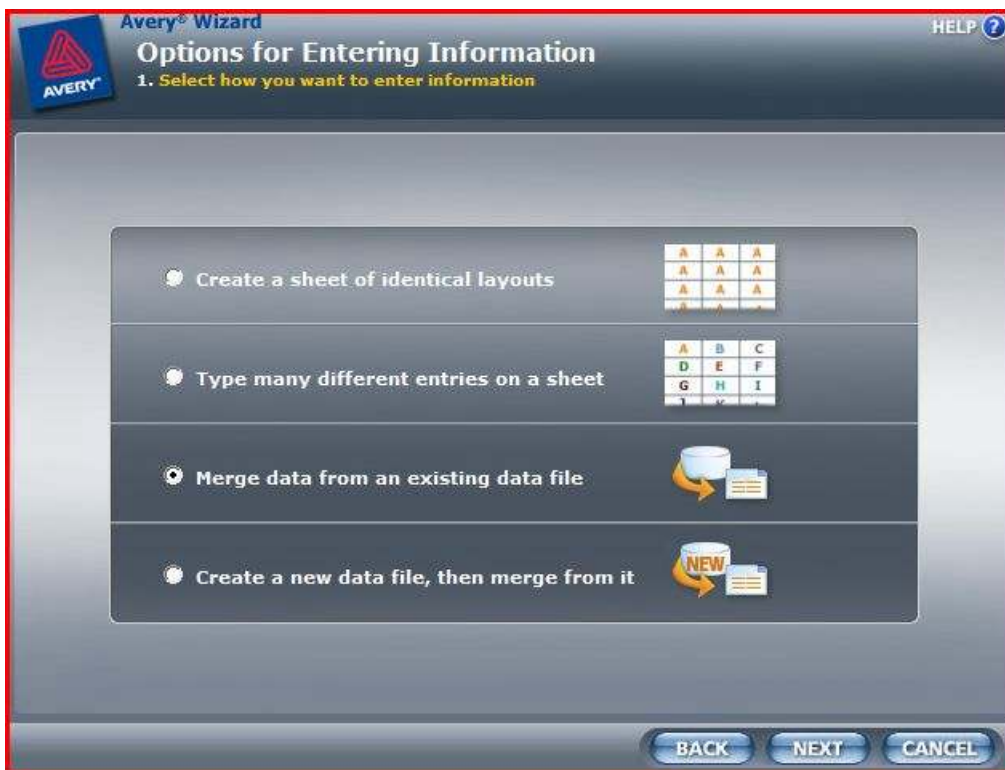 Avery® Wizard
HELP ?
Options for Entering Information
1. Select how you want to enter information
AVERY
Create a sheet of identical layouts
A A A
A A A
A A A
Type many different entries on a sheet
A B C
D E F
G H I
Merge data from an existing data file
Create a new data file, then merge from it
NEW
BACK NEXT CANCEL